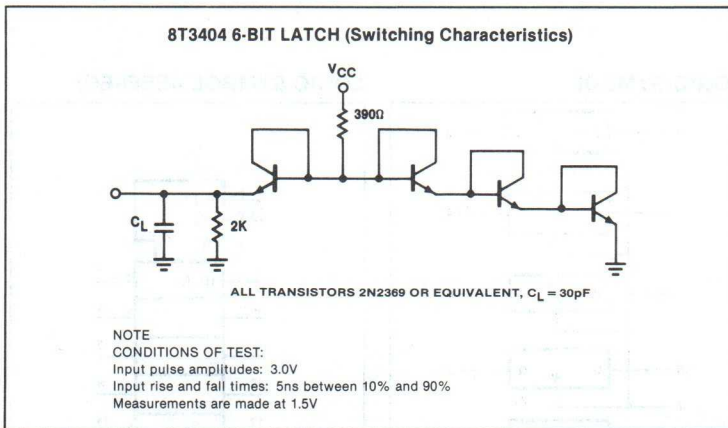 8T3404 6-BIT LATCH (Switching Characteristics)
VCC
390Ω
CL
2K
ALL TRANSISTORS 2N2369 OR EQUIVALENT, CL = 30pF
NOTE
CONDITIONS OF TEST:
Input pulse amplitudes: 3.0V
Input rise and fall times: 5ns between 10% and 90%
Measurements are made at 1.5V